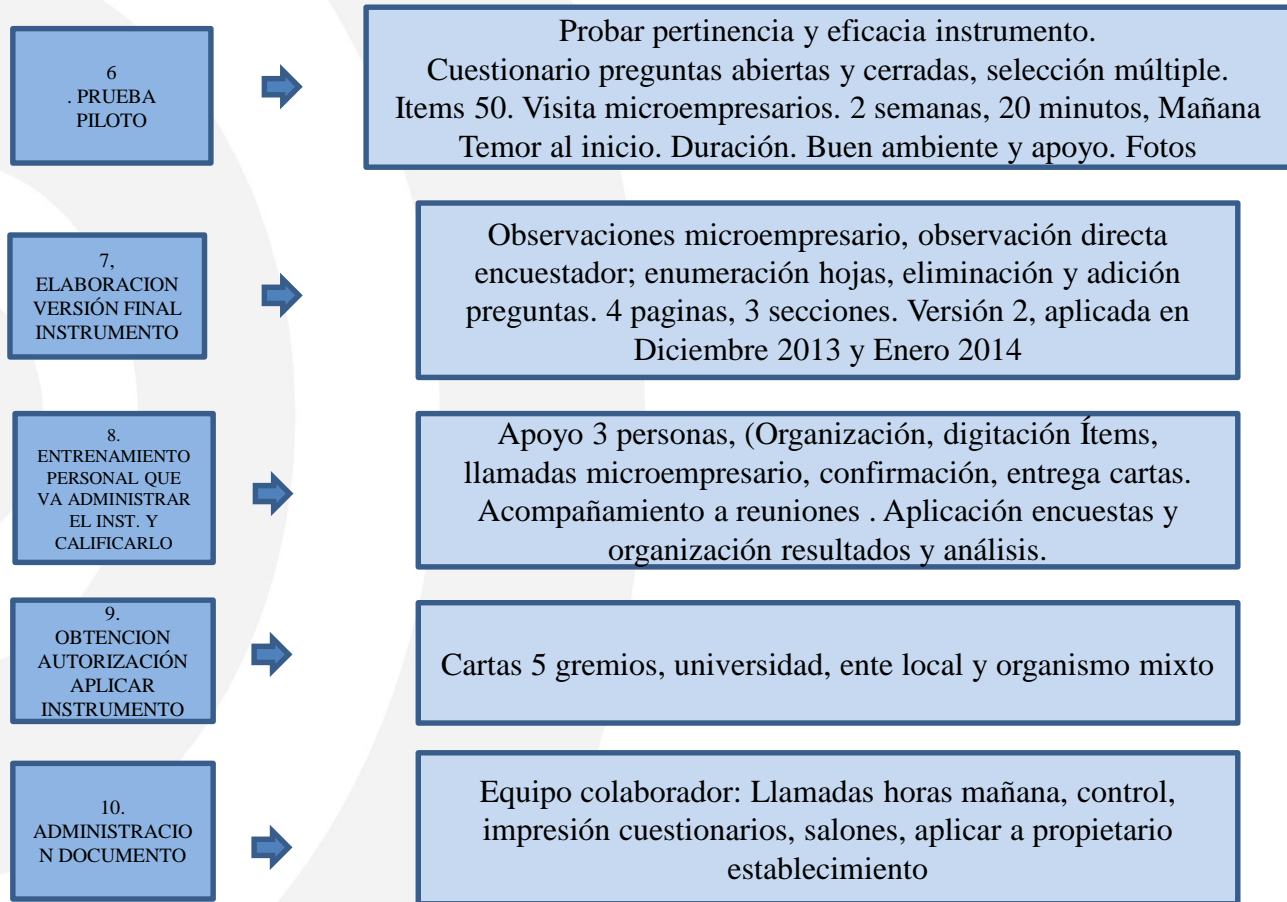 6
. PRUEBA
PILOTO
Probar pertinencia y eficacia instrumento.
Cuestionario preguntas abiertas y cerradas, selección múltiple.
Items 50. Visita microempresarios. 2 semanas, 20 minutos, Mañana
Temor al inicio. Duración. Buen ambiente y apoyo. Fotos
7,
ELABORACION
VERSIÓN FINAL
INSTRUMENTO
Observaciones microempresario, observación directa
encuestador; enumeración hojas, eliminación y adición
preguntas. 4 paginas, 3 secciones. Versión 2, aplicada en
Diciembre 2013 y Enero 2014
8.
ENTRENAMIENTO
PERSONAL QUE
VA ADMINISTRAR
EL INST. Y
CALIFICARLO
Apoyo 3 personas, (Organización, digitación Ítems,
llamadas microempresario, confirmación, entrega cartas.
Acompañamiento a reuniones . Aplicación encuestas y
organización resultados y análisis.
9.
OBTENCION
AUTORIZACIÓN
APLICAR
INSTRUMENTO
Cartas 5 gremios, universidad, ente local y organismo mixto
10.
ADMINISTRACIO
N DOCUMENTO
Equipo colaborador: Llamadas horas mañana, control,
impresión cuestionarios, salones, aplicar a propietario
establecimiento